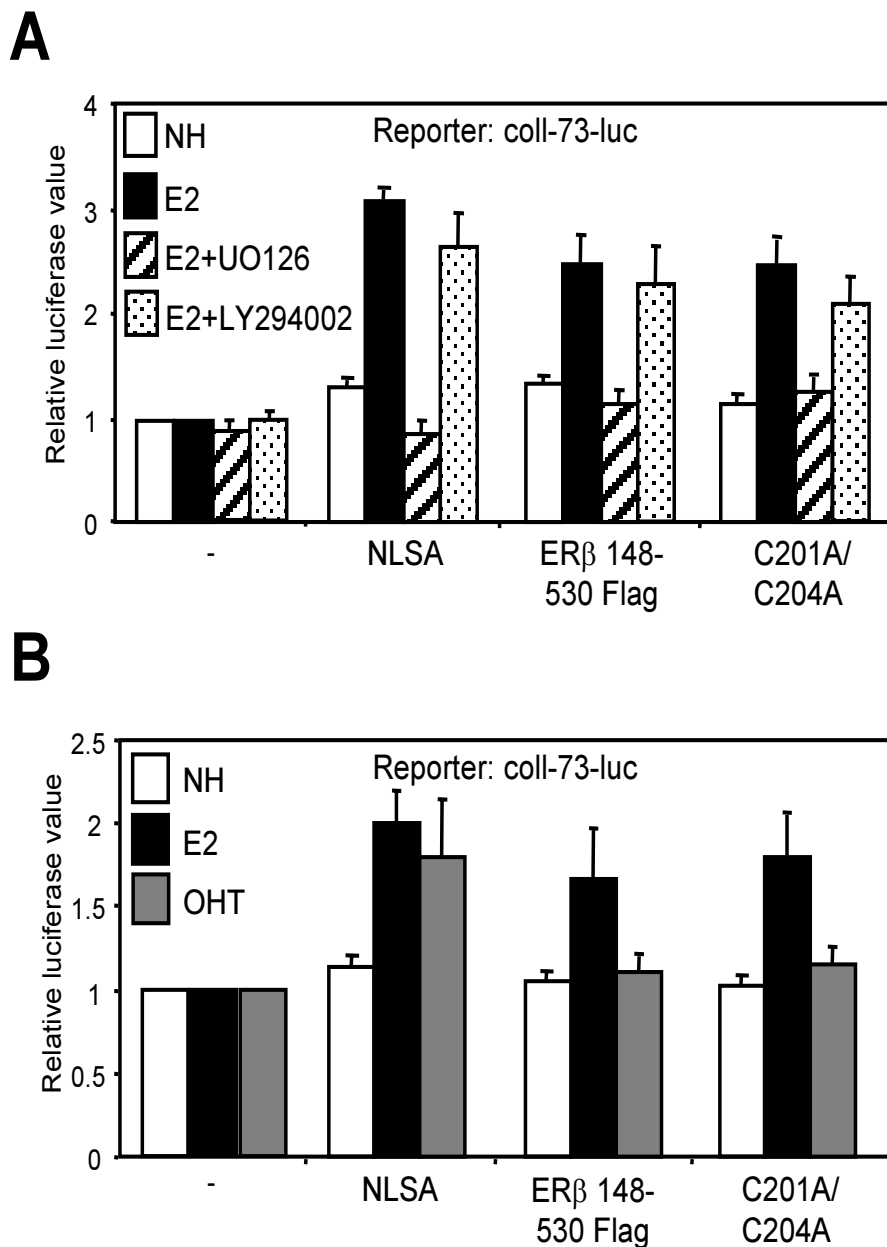 A
Relative luciferase value
4
3
2
1
0
Reporter: coll-73-luc
NH
E2
E2+UO126
E2+LY294002
-
NLSA
ERβ 148-
530 Flag
C201A/
C204A
B
Relative luciferase value
2.5
2
1.5
1
0.5
0
Reporter: coll-73-luc
NH
E2
OHT
-
NLSA
ERβ 148-
530 Flag
C201A/
C204A